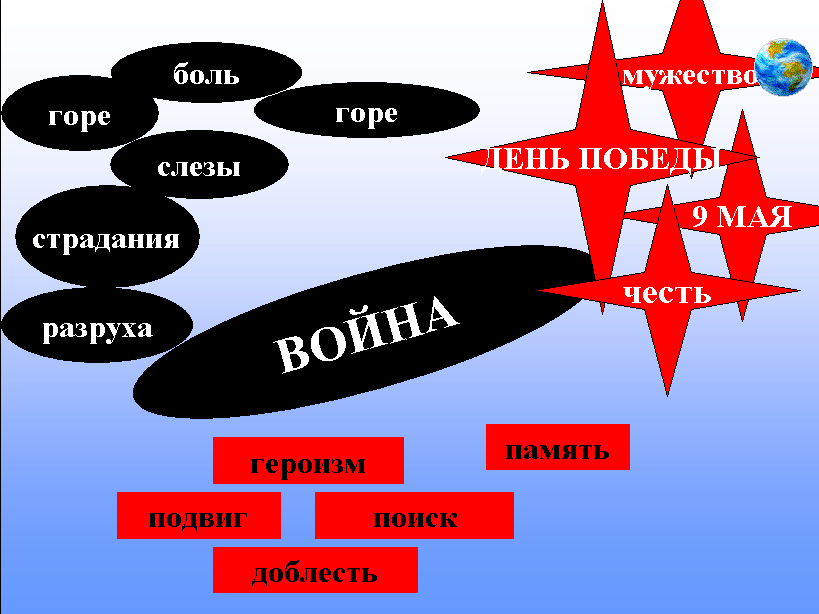 боль
горе
горе
слезы
страдания
разруха
ВОЙНА
мужество
ДЕНЬ ПОБЕДЫ
9 МАЯ
честь
героизм
память
подвиг
поиск
доблесть